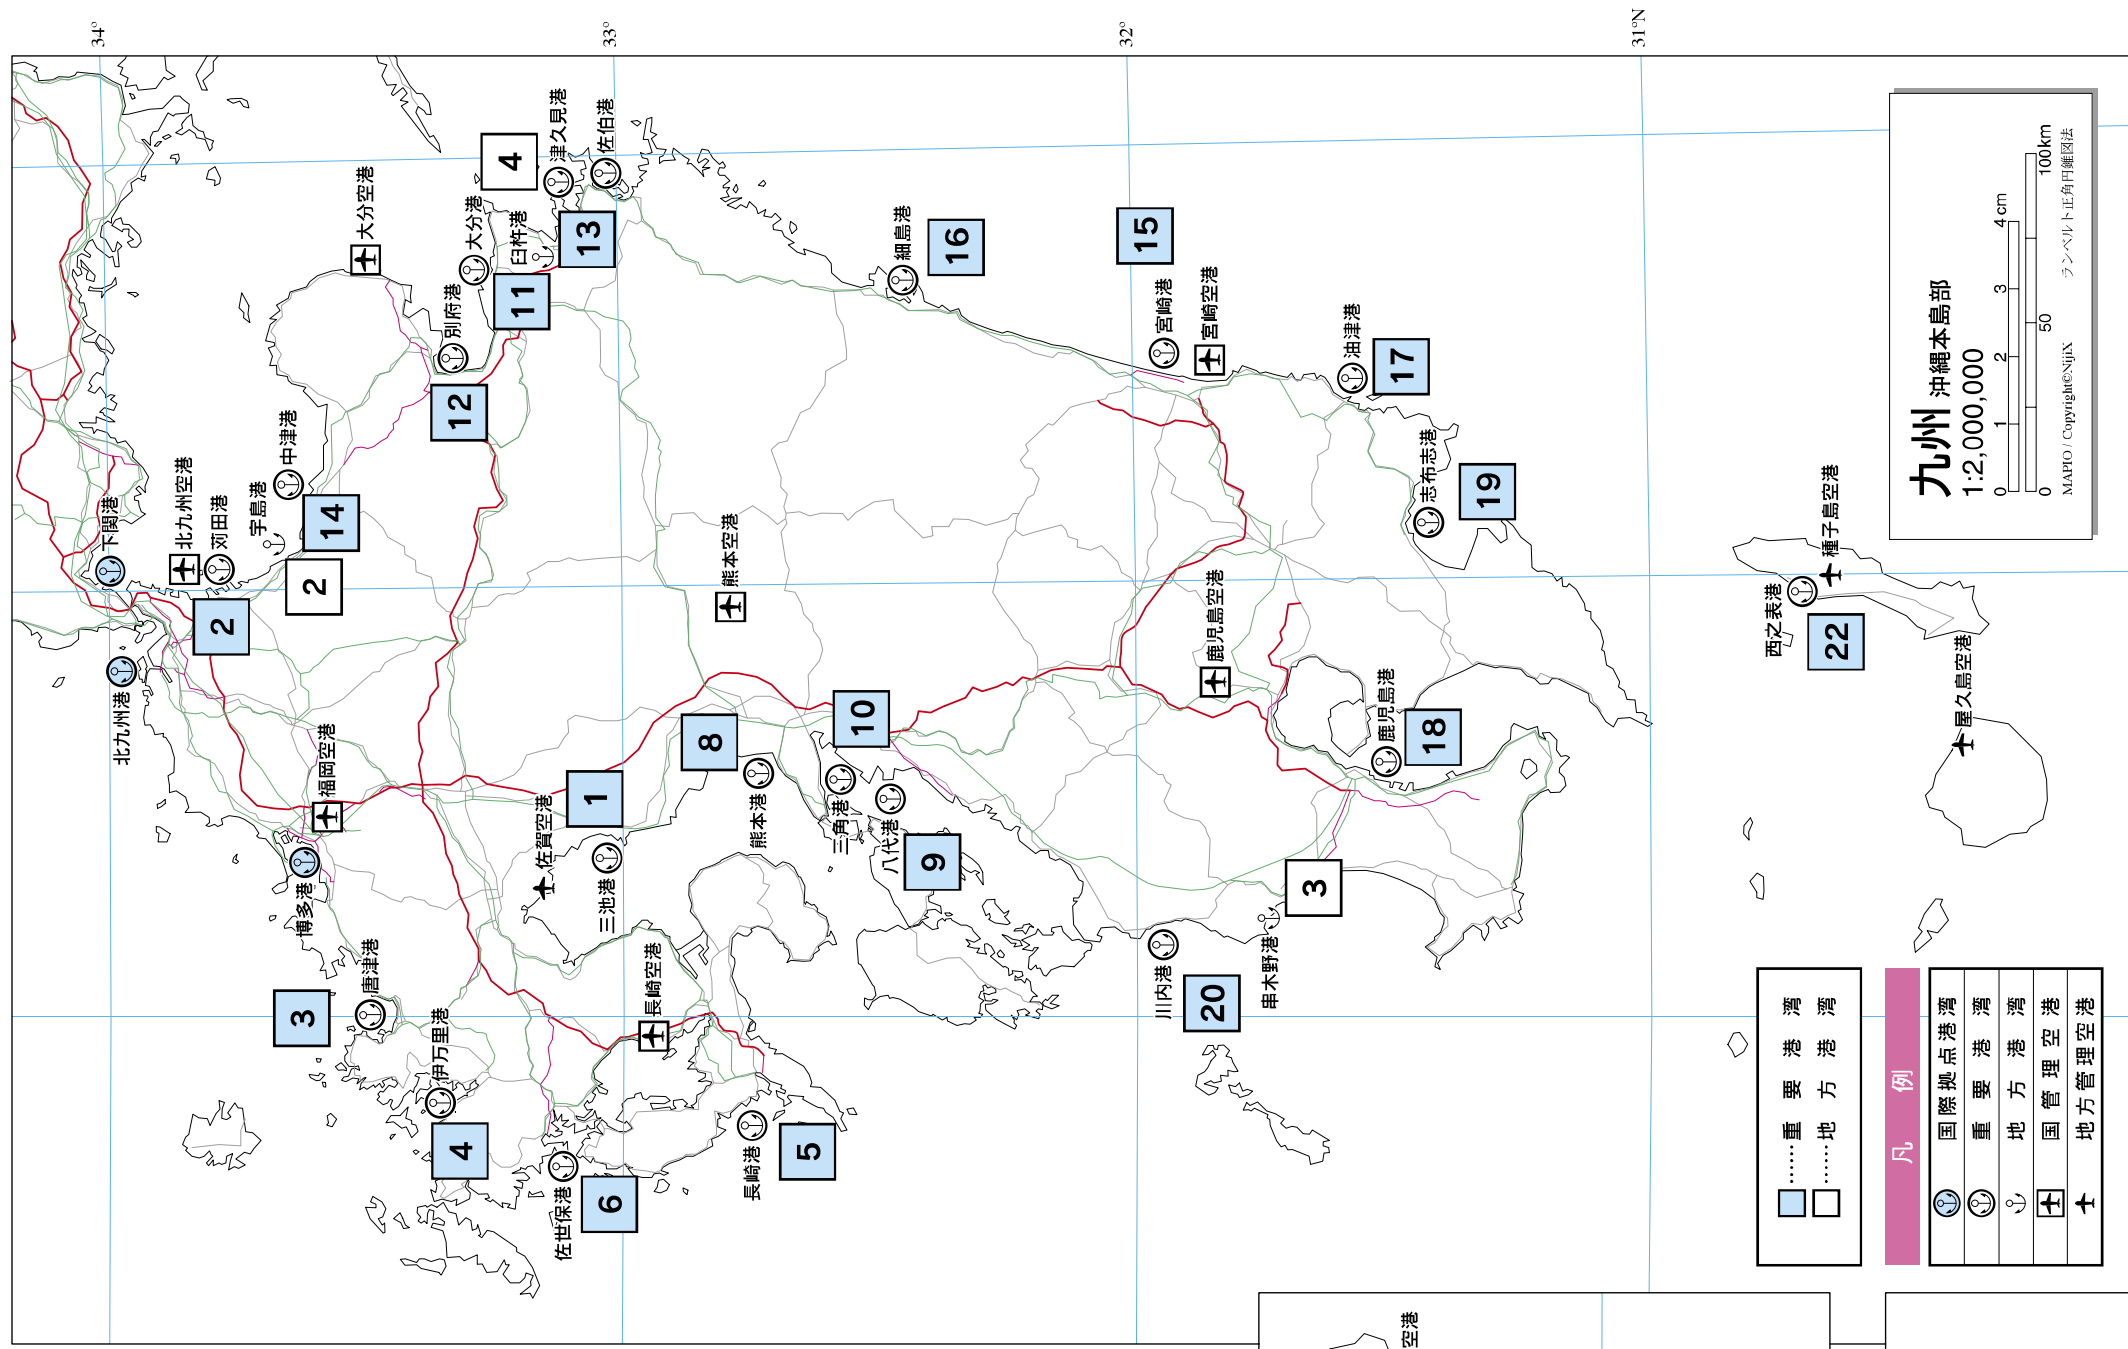 34°
33°
32°
31°N
下関港
北九州空港
苅田港
宇島港
中津港
大分空港
別府港
大分港
臼杵港
津久見港
佐伯港
細島港
宮崎港
宮崎空港
油津港
志布志港
北九州港
福岡空港
博多港
唐津港
伊万里港
佐世保港
長崎港
長崎空港
佐賀空港
三池港
熊本港
熊本空港
三角港
八代港
鹿児島空港
鹿児島港
川内港
串木野港
西之表港
種子島空港
屋久島空港
空港
2
14
2
12
11
13
4
16
15
17
19
3
4
6
5
1
8
10
9
18
3
20
22
九州 沖縄本島部
1:2,000,000
0 1 2 3 4cm
0 50 100km
MAPIO / Copyright©NijiX ランベルト正角円錐図法
……重要港湾
……地方港湾
凡例
国際拠点港湾
重要港湾
地方港湾
国管理空港
地方管理空港